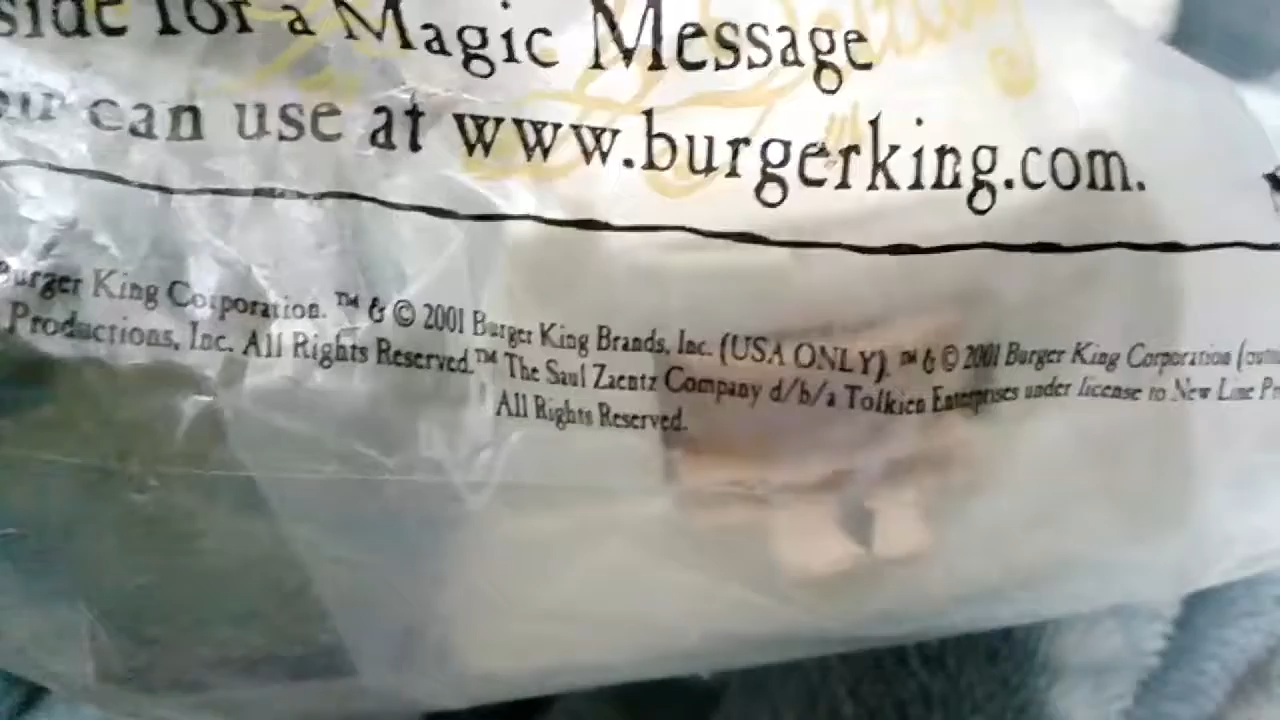 side for a Magic Message
can use at www.burgerking.com.
Burger King Corporation. ™ & © 2001 Burger King Brands, Inc. (USA ONLY). ™ & © 2001 Burger King Corporation
Productions, Inc. All Rights Reserved.™ The Saul Zaentz Company d/b/a Tolkien Enterprises under license to New Line
All Rights Reserved.